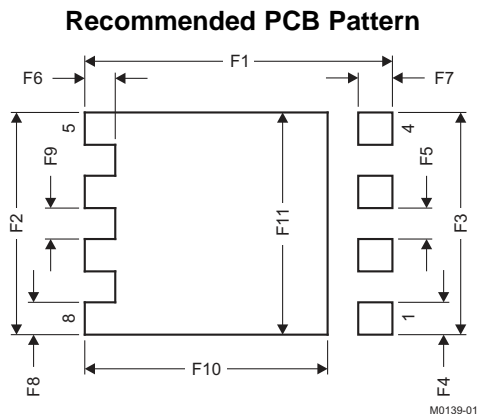 Recommended PCB Pattern
F1
F6
F7
5
4
F9
F5
F2
F11
F3
8
1
F10
F8
F4
M0139-01